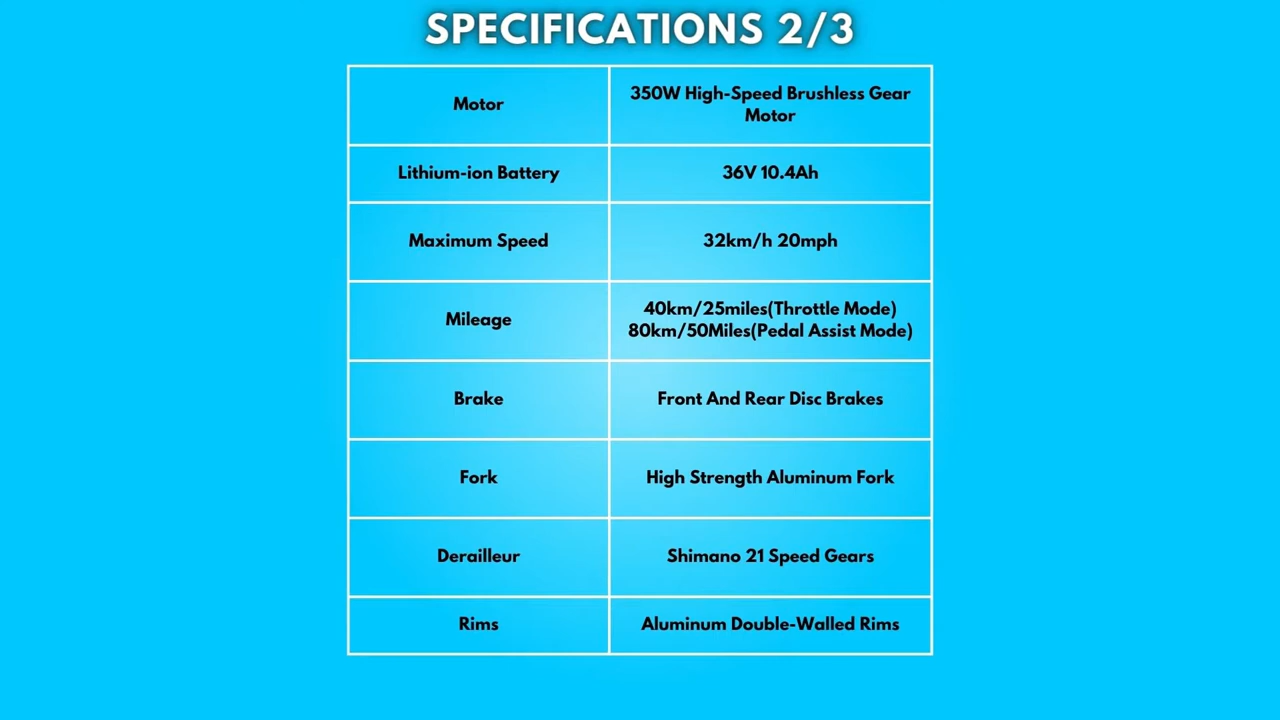 SPECIFICATIONS 2/3
Motor
350W High-Speed Brushless Gear
Motor
Lithium-ion Battery
36V 10.4Ah
Maximum Speed
32km/h 20mph
Mileage
40km/25miles(Throttle Mode)
80km/50Miles(Pedal Assist Mode)
Brake
Front And Rear Disc Brakes
Fork
High Strength Aluminum Fork
Derailleur
Shimano 21 Speed Gears
Rims
Aluminum Double-Walled Rims